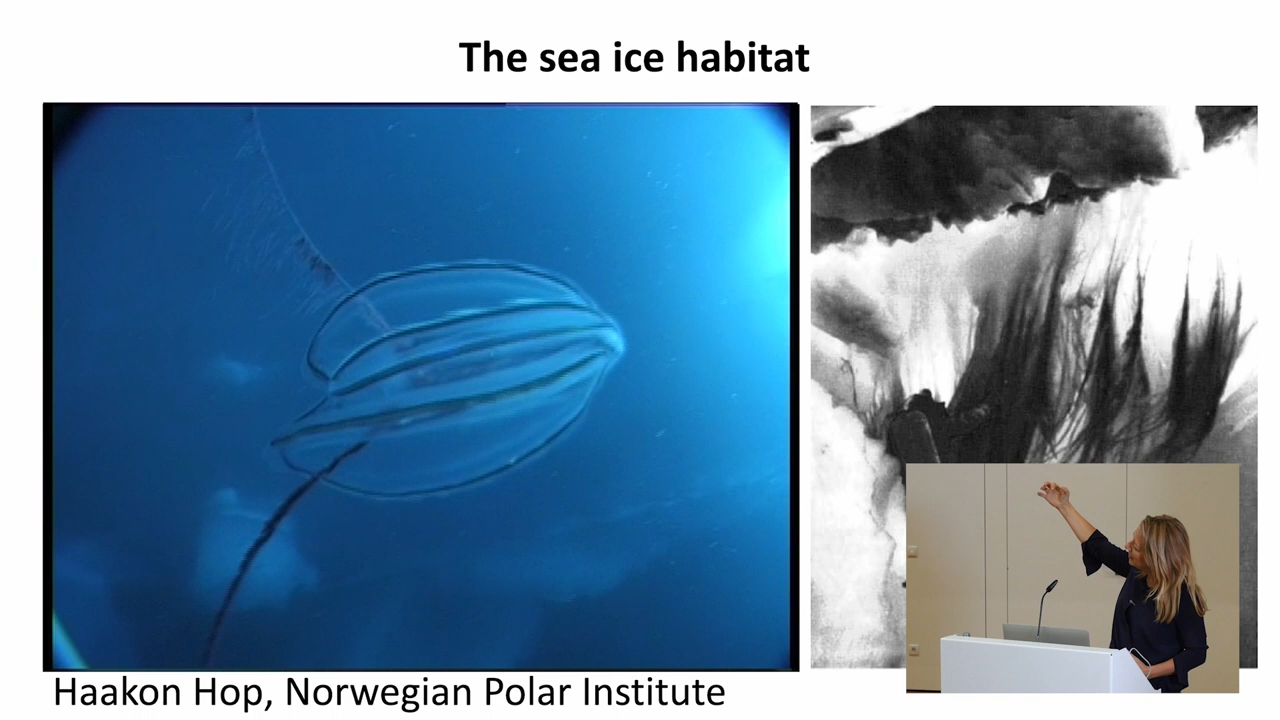 The sea ice habitat
Haakon Hop, Norwegian Polar Institute